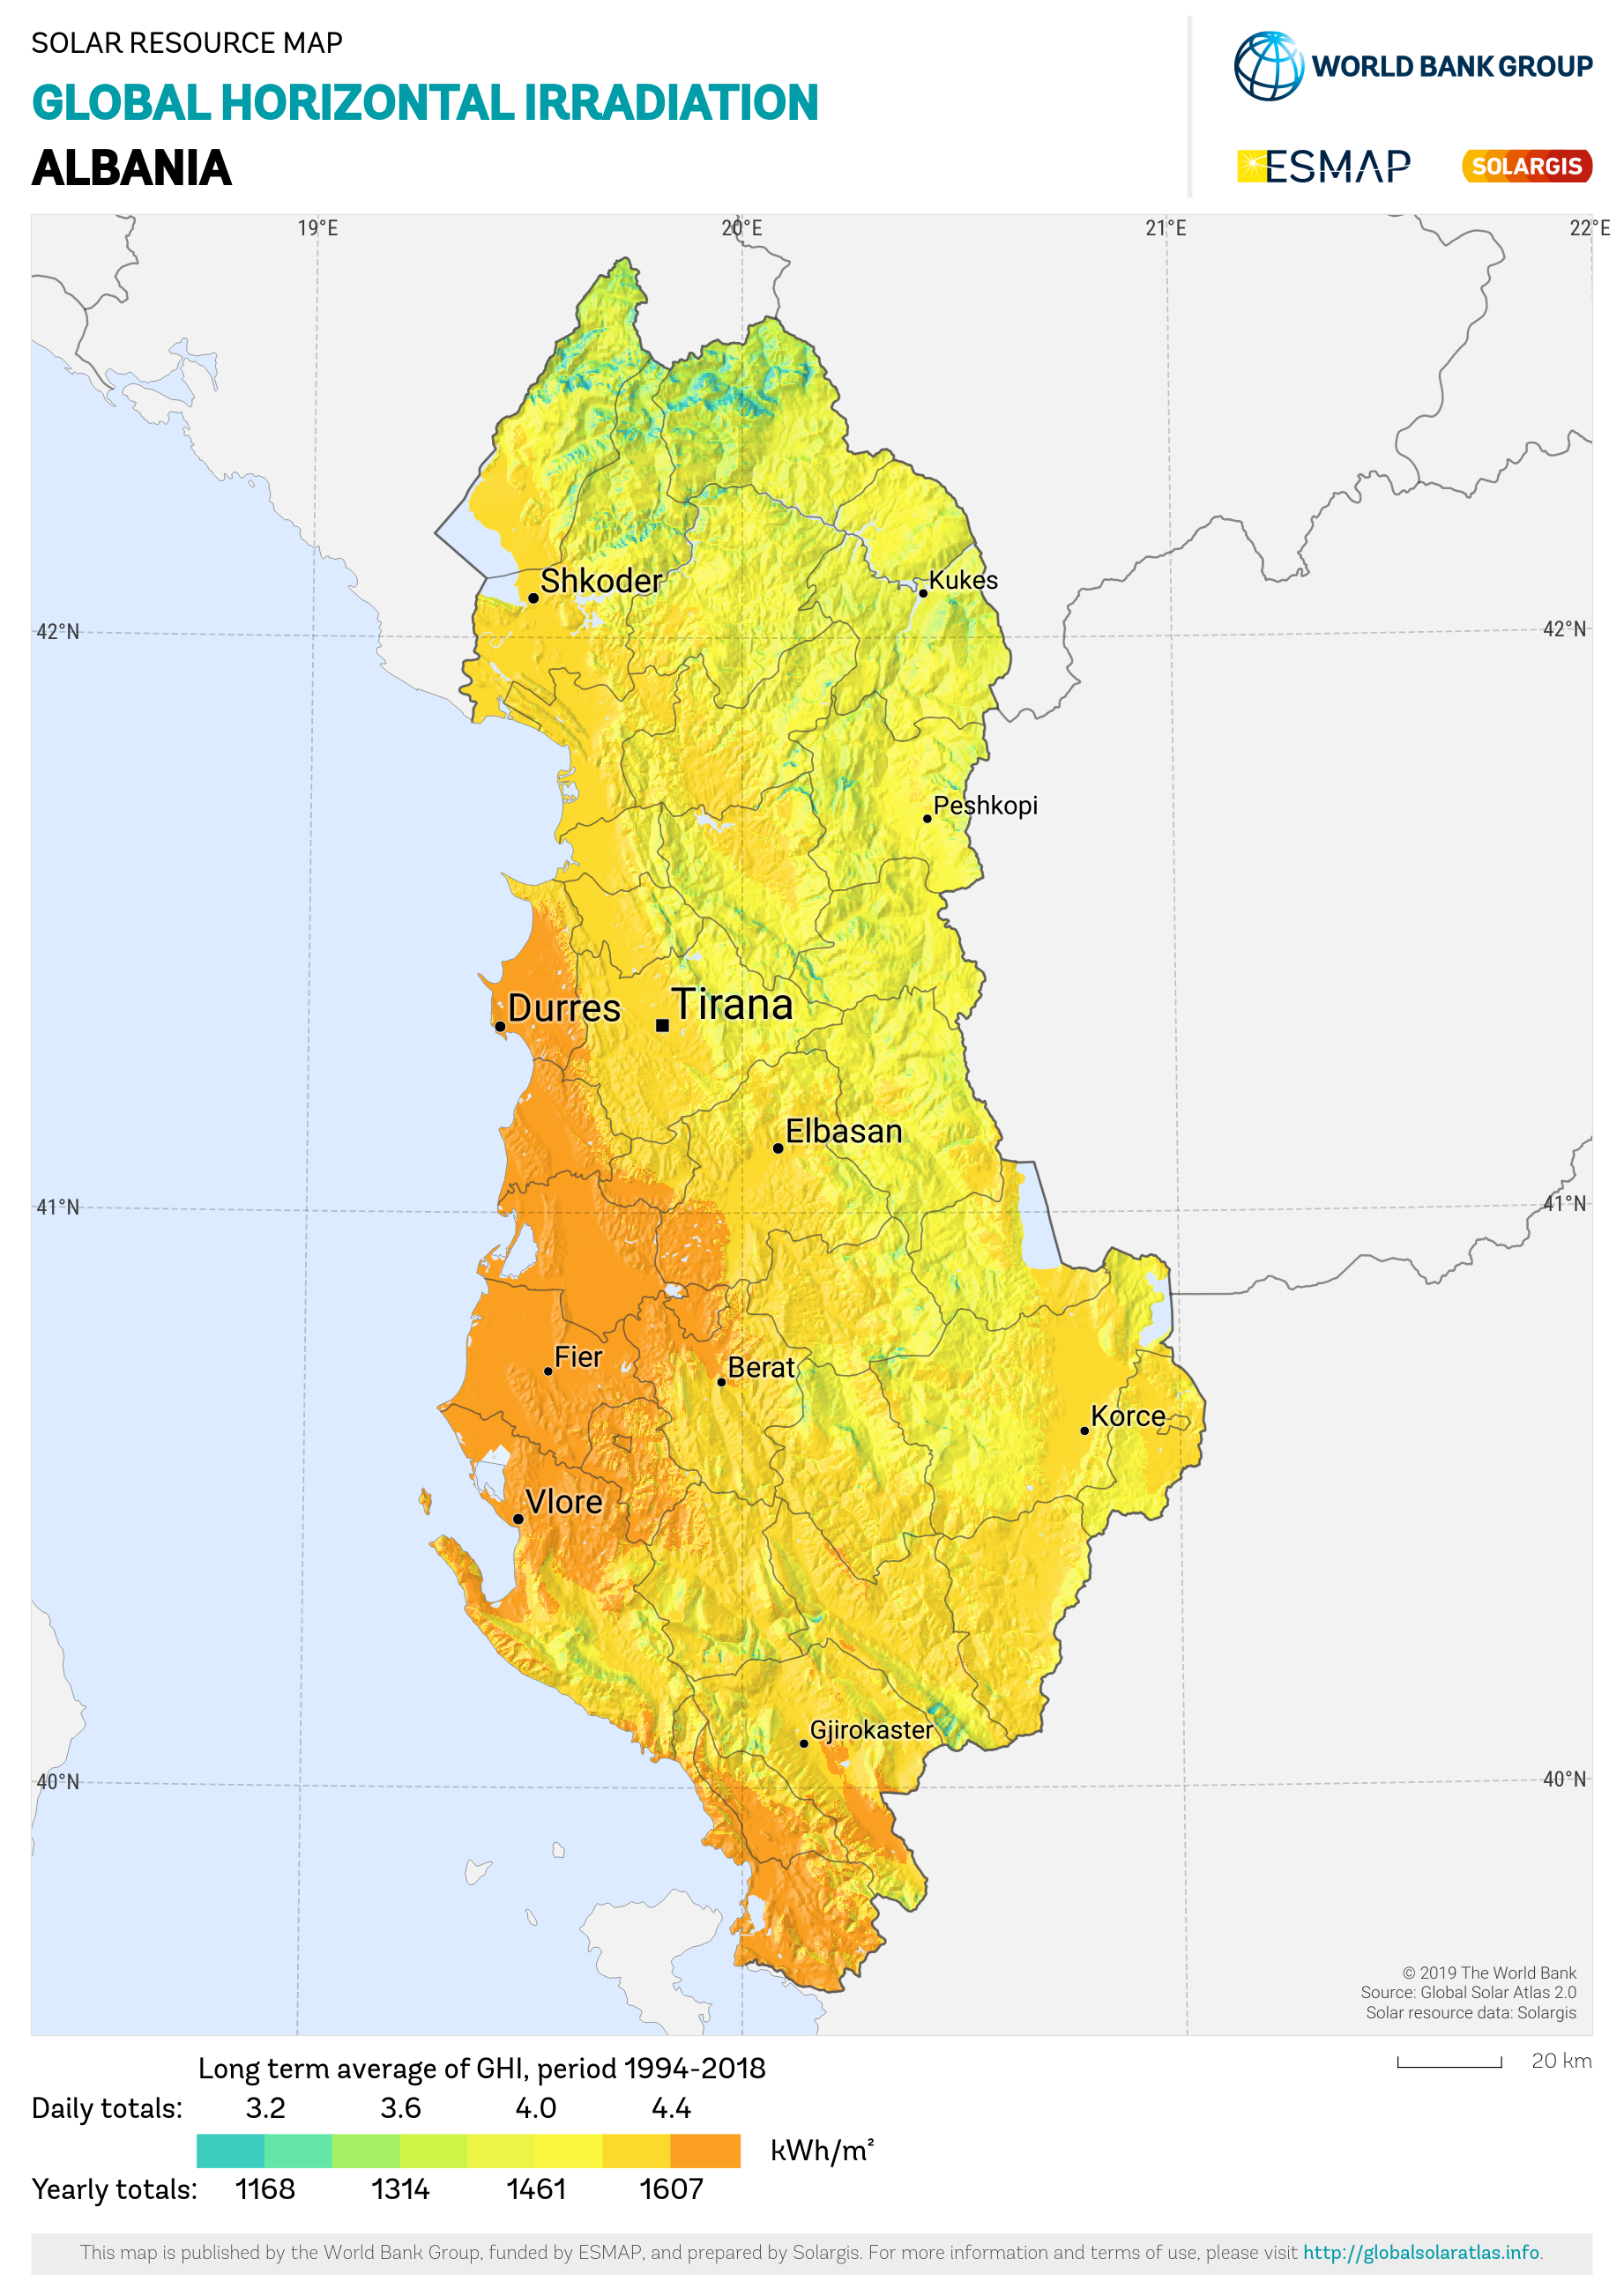 SOLAR RESOURCE MAP
GLOBAL HORIZONTAL IRRADIATION
ALBANIA
WORLD BANK GROUP
ESMAP
SOLARGIS
19°E
20°E
21°E
22°E
Shkoder
Kukes
42°N
42°N
Peshkopi
Durres
Tirana
Elbasan
41°N
41°N
Fier
Berat
Korce
Vlore
Gjirokaster
40°N
40°N
© 2019 The World Bank
Source: Global Solar Atlas 2.0
Solar resource data: Solargis
20 km
Long term average of GHI, period 1994-2018
Daily totals: 3.2 3.6 4.0 4.4
kWh/m²
Yearly totals: 1168 1314 1461 1607
This map is published by the World Bank Group, funded by ESMAP, and prepared by Solargis. For more information and terms of use, please visit http://globalsolaratlas.info.